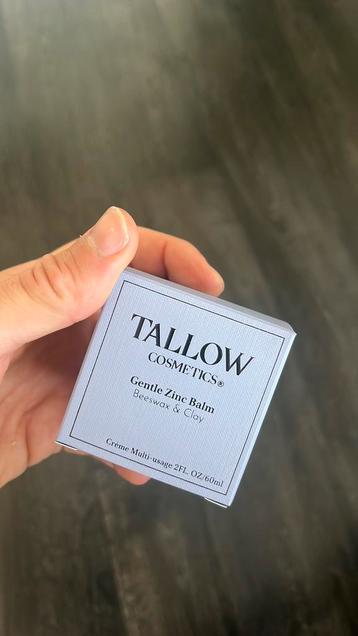 TALLOW
COSMETICS®
Gentle Zinc Balm
Beeswax & Clay
Crème Multi-usage 2FL. OZ/60ml